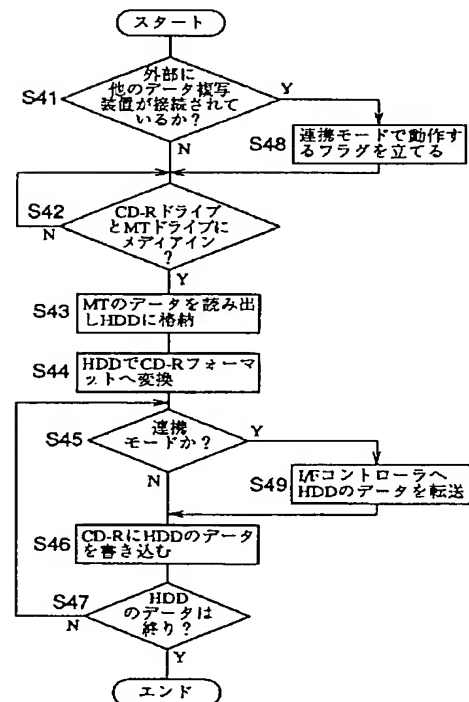 スタート
外部に
他のデータ複写
装置が接続されて
いるか?
S41
Y
N
連携モードで動作す
るフラグを立てる
S48
S42
CD-Rドライブ
とMTドライブに
メディアイン
?
N
Y
S43
MTのデータを読み出
しHDDに格納
S44
HDDでCD-Rフォーマ
ットへ変換
S45
連携
モードか?
Y
N
S49
I/Fコントローラへ
HDDのデータを転送
S46
CD-RにHDDのデータ
を書き込む
S47
HDD
のデータは
終り?
N
Y
エンド